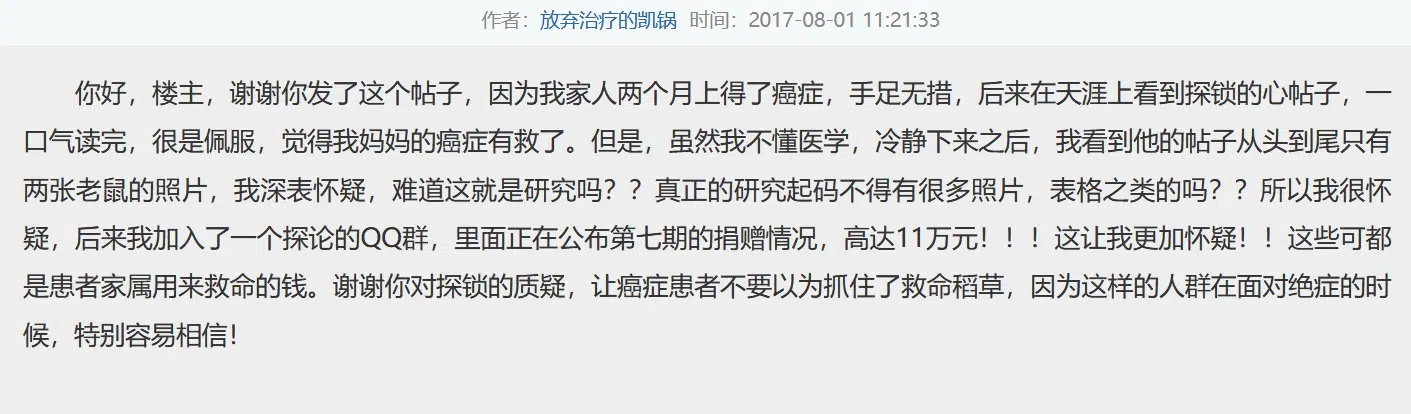 作者：放弃治疗的凯锅 时间：2017-08-01 11:21:33
你好，楼主，谢谢你发了这个帖子，因为我家人两个月上得了癌症，手足无措，后来在天涯上看到探锁的心帖子，一
口气读完，很是佩服，觉得我妈妈的癌症有救了。但是，虽然我不懂医学，冷静下来之后，我看到他的帖子从头到尾只有
两张老鼠的照片，我深表怀疑，难道这就是研究吗？？真正的研究起码不得有很多照片，表格之类的吗？？所以我很怀
疑，后来我加入了一个探论的QQ群，里面正在公布第七期的捐赠情况，高达11万元！！！这让我更加怀疑！！这些可都
是患者家属用来救命的钱。谢谢你对探锁的质疑，让癌症患者不要以为抓住了救命稻草，因为这样的人群在面对绝症的时
候，特别容易相信！